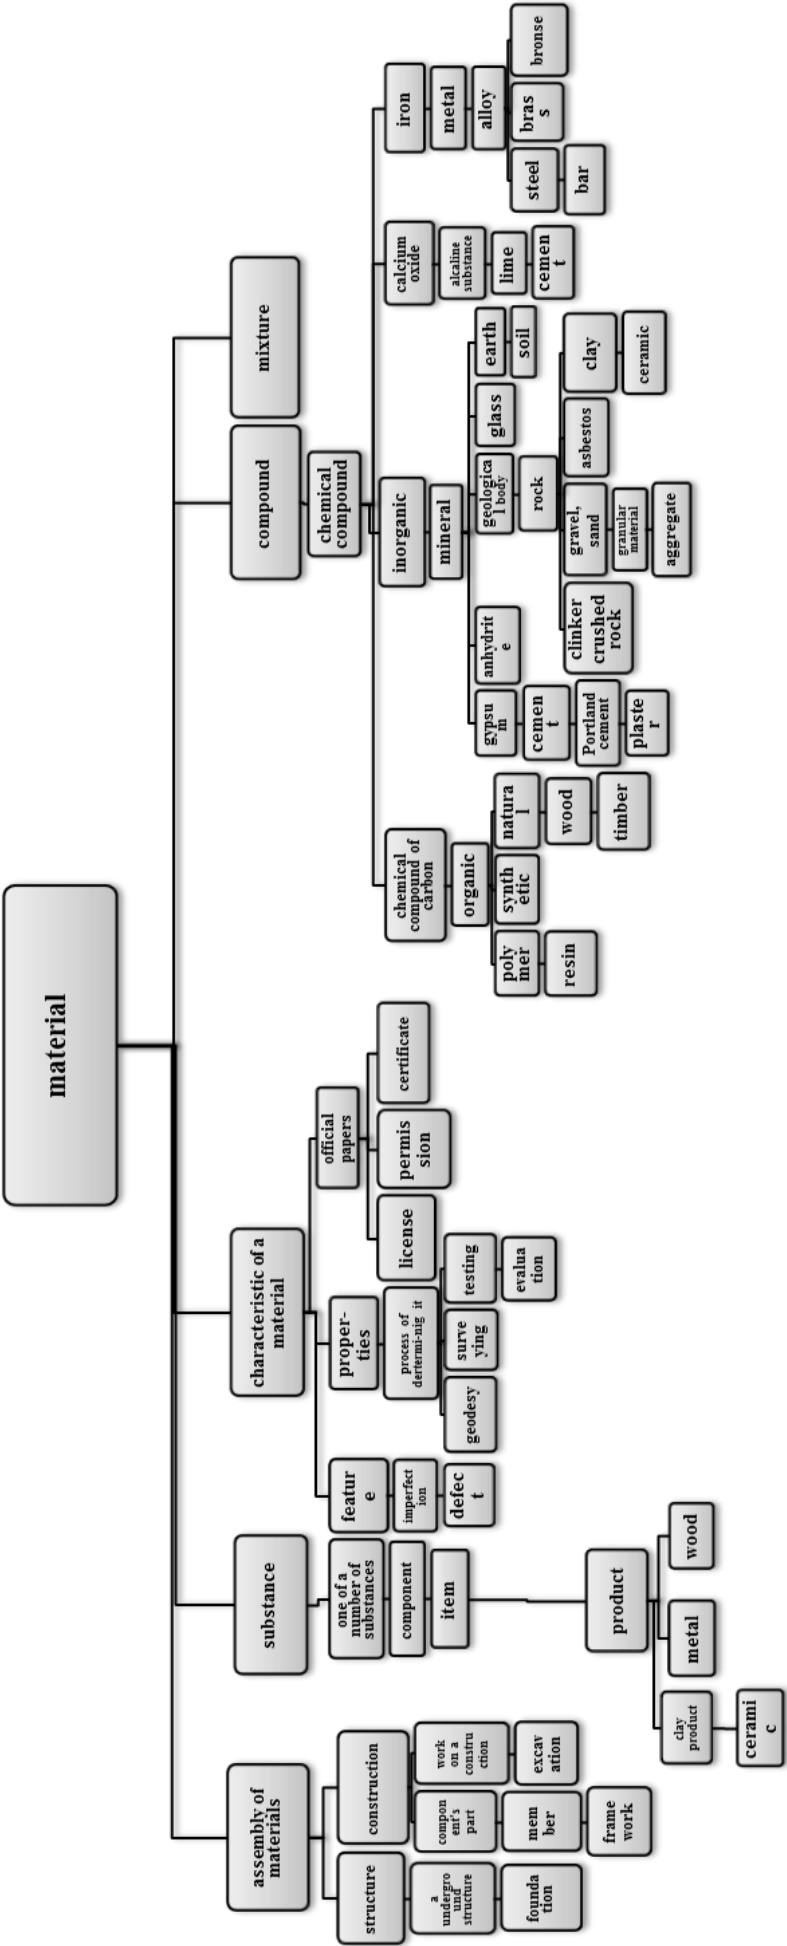 material
assembly of
materials
structure
a
undergro
und
structure
founda
tion
construction
compon
ent's
part
mem
ber
frame
work
work
on a
constru
ction
excav
ation
substance
one of a
number of
substances
component
item
product
clay
product
cerami
c
metal
wood
characteristic of a
material
featur
e
imperfect
ion
defec
t
proper-
ties
process of
dertermi-nig it
geodesy
surve
ying
testing
evalua
tion
official
papers
license
permis
sion
certificate
compound
chemical
compound
chemical
compound of
carbon
organic
poly
mer
resin
synth
etic
natura
l
wood
timber
inorganic
mineral
gypsu
m
cemen
t
Portland
cement
plaste
r
anhydrit
e
geologica
l body
rock
clinker
crushed
rock
gravel,
sand
granular
material
aggregate
asbestos
clay
ceramic
glass
earth
soil
calcium
oxide
alcaline
substance
lime
cemen
t
iron
metal
alloy
steel
bar
bras
s
bronse
mixture